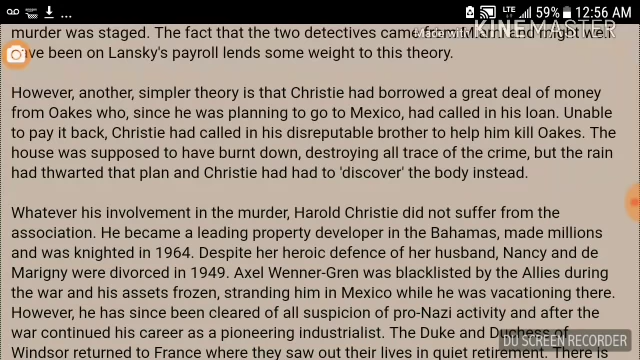 LTE 59% 12:56 AM
murder was staged. The fact that the two detectives came from
Made with KINEMASTER
have been on Lansky's payroll lends some weight to this theory.
However, another, simpler theory is that Christie had borrowed a great deal of money
from Oakes who, since he was planning to go to Mexico, had called in his loan. Unable
to pay it back, Christie had called in his disreputable brother to help him kill Oakes. The
house was supposed to have burnt down, destroying all trace of the crime, but the rain
had thwarted that plan and Christie had had to 'discover' the body instead.
Whatever his involvement in the murder, Harold Christie did not suffer from the
association. He became a leading property developer in the Bahamas, made millions
and was knighted in 1964. Despite her heroic defence of her husband, Nancy and de
Marigny were divorced in 1949. Axel Wenner-Gren was blacklisted by the Allies during
the war and his assets frozen, stranding him in Mexico while he was vacationing there.
However, he has since been cleared of all suspicion of pro-Nazi activity and after the
war continued his career as a pioneering industrialist. The Duke and Duchess of
DU SCREEN RECORDER
Windsor returned to France where they saw out their lives in quiet retirement. There is